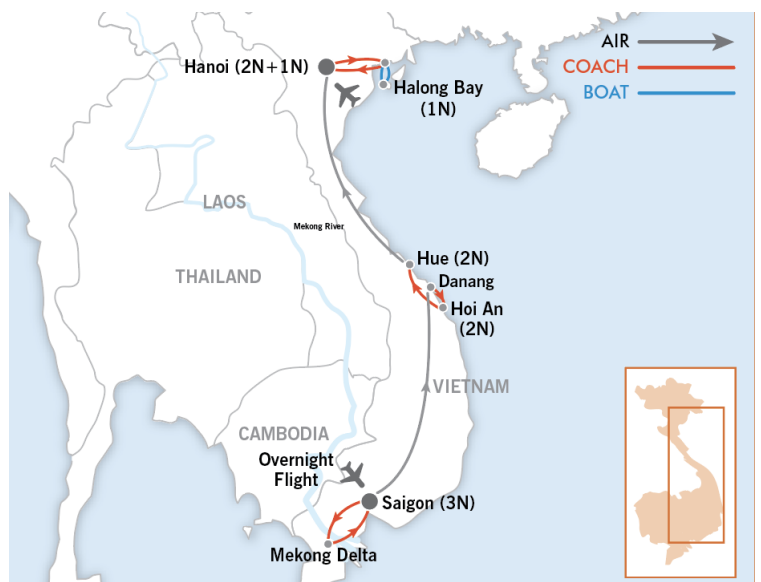 AIR
COACH
BOAT
Hanoi (2N+1N)
Halong Bay
(1N)
LAOS
Mekong River
THAILAND
Hue (2N)
Danang
Hoi An
(2N)
VIETNAM
CAMBODIA
Overnight
Flight
Saigon (3N)
Mekong Delta